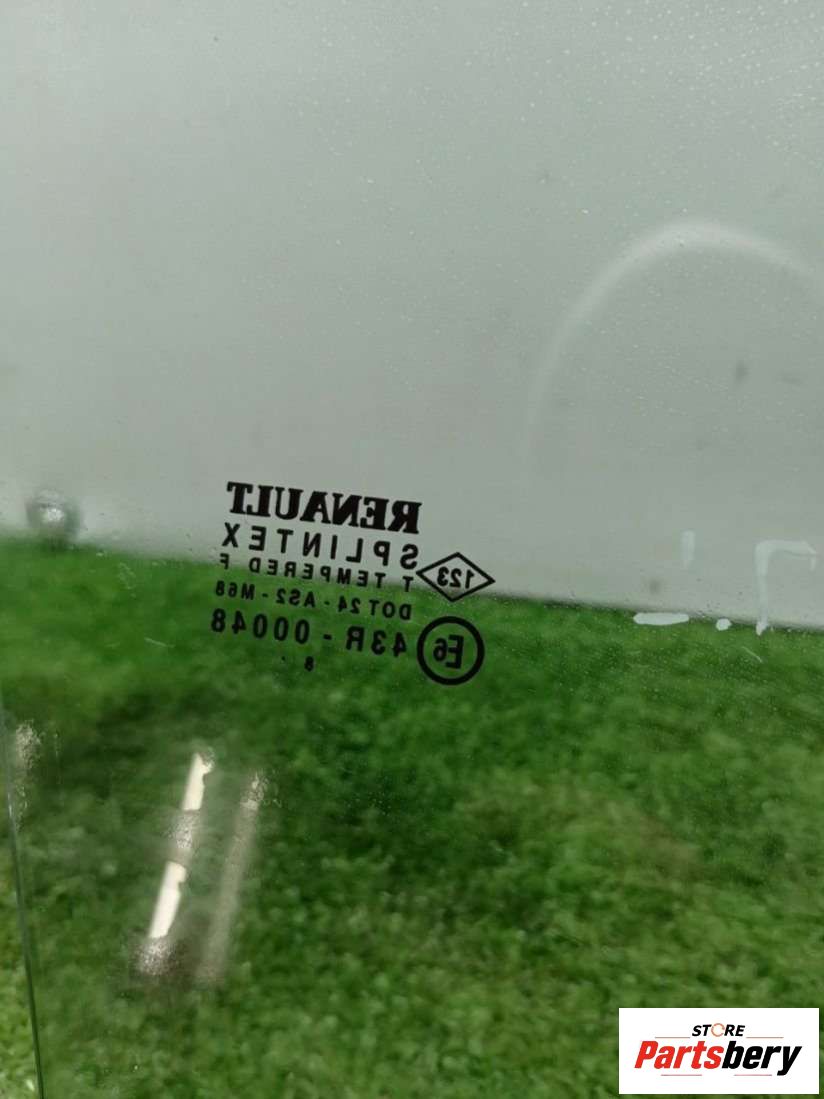 RENAULT
SPLINTEX
T TEMPERED F
123
DOT24 - AS2 - M68
E6 43R - 00048
8
STORE
Partsbery